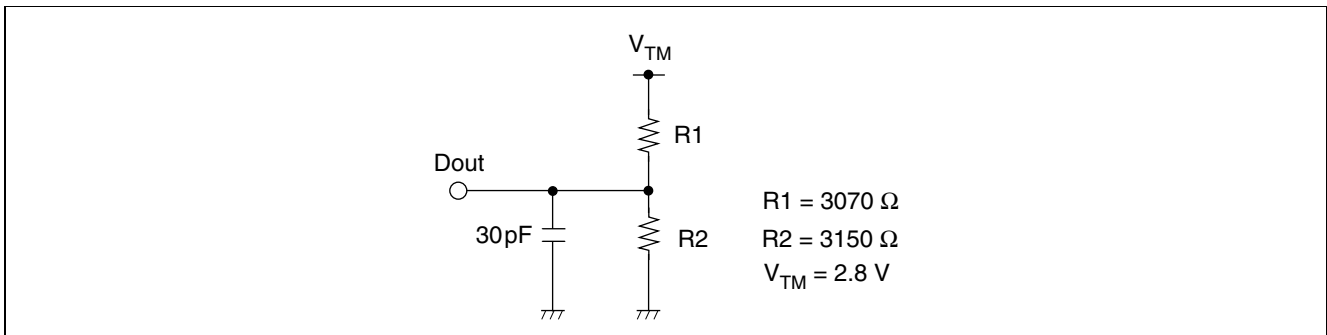 V_TM
R1
Dout
30pF
R2
R1 = 3070 Ω
R2 = 3150 Ω
V_TM = 2.8 V